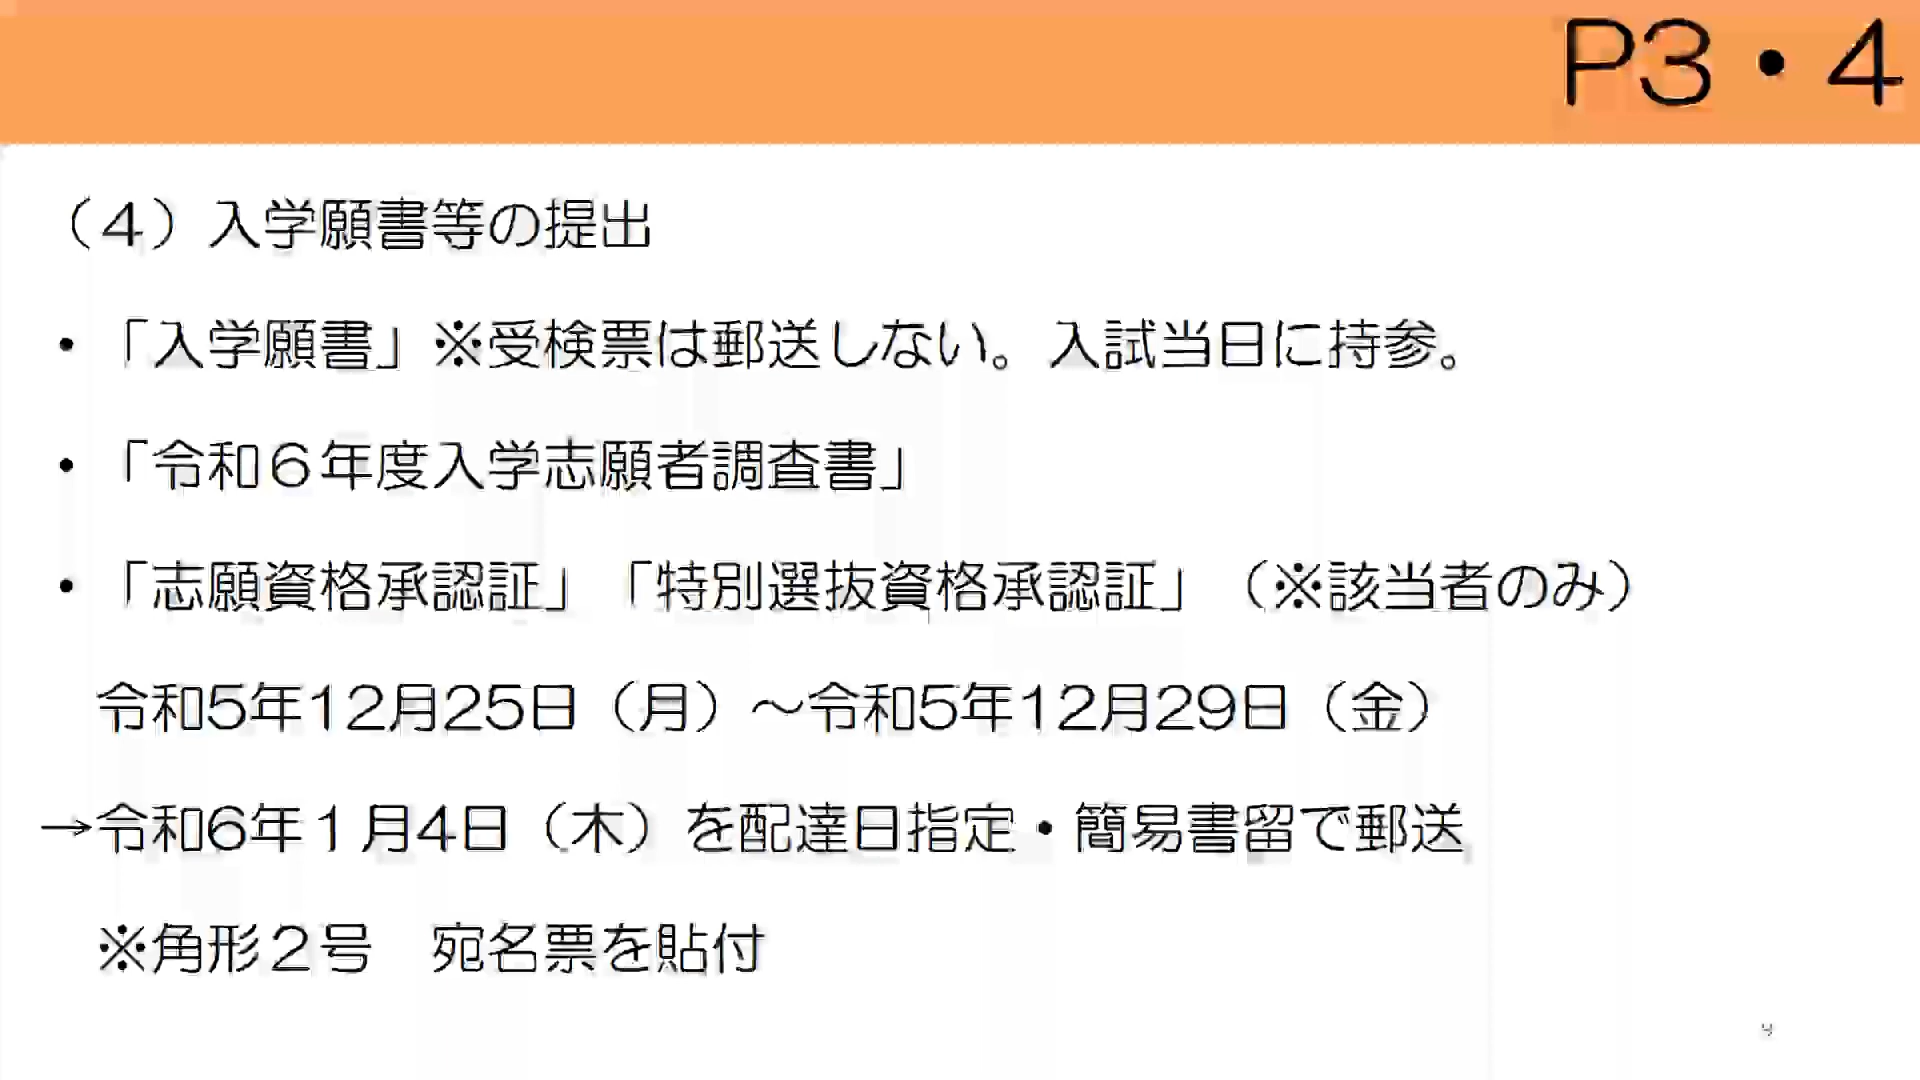 P3・4
（４）入学願書等の提出
・「入学願書」※受検票は郵送しない。入試当日に持参。
・「令和６年度入学志願者調査書」
・「志願資格承認証」「特別選抜資格承認証」（※該当者のみ）
令和5年12月25日（月）～令和5年12月29日（金）
→令和6年１月4日（木）を配達日指定・簡易書留で郵送
※角形２号　宛名票を貼付